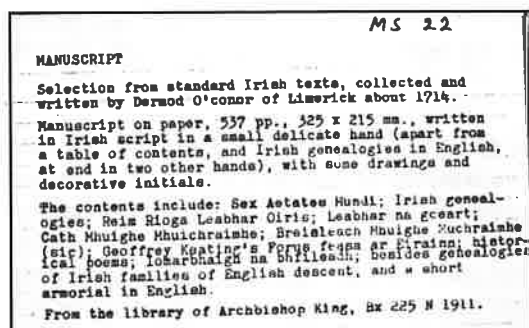 MS 22
MANUSCRIPT
Selection from standard Irish texts, collected and
written by Dermod O'conor of Limerick about 1714.
Manuscript on paper, 537 pp., 325 x 215 mm., written
in Irish script in a small delicate hand (apart from
a table of contents, and Irish genealogies in English,
at end in two other hands), with some drawings and
decorative initials.
The contents include: Sex Aetates Mundi; Irish geneal-
ogies; Reim Rioga Leabhar Oiris; Leabhar na gceart;
Cath Mhuighe Mhuichraimhe; Breisleach Mhuighe Muchraimhe
(sic); Geoffrey Keating's Forus feasa ar Eirainn; histor-
ical poems; Iomarbhaigh na bhfileadh; besides genealogies
of Irish families of English descent, and a short
armorial in English.
From the library of Archbishop King, Bx 225 N 1911.